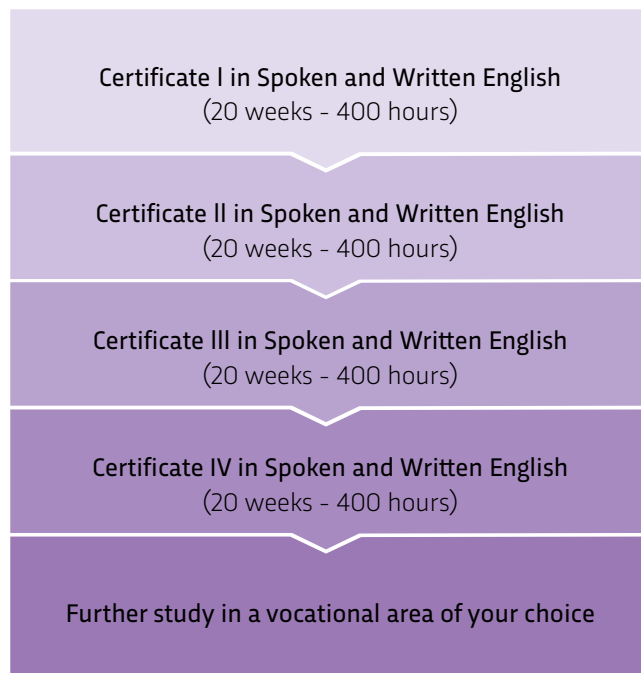 Certificate l in Spoken and Written English
(20 weeks - 400 hours)
Certificate ll in Spoken and Written English
(20 weeks - 400 hours)
Certificate lll in Spoken and Written English
(20 weeks - 400 hours)
Certificate IV in Spoken and Written English
(20 weeks - 400 hours)
Further study in a vocational area of your choice